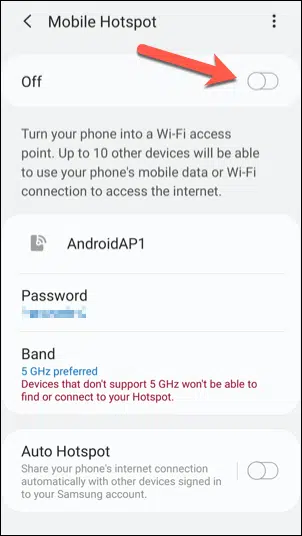 Mobile Hotspot
Off
Turn your phone into a Wi-Fi access
point. Up to 10 other devices will be able
to use your phone's mobile data or Wi-Fi
connection to access the internet.
AndroidAP1
Password
Band
5 GHz preferred
Devices that don't support 5 GHz won't be able to
find or connect to your Hotspot.
Auto Hotspot
Share your phone's internet connection
automatically with other devices signed in
to your Samsung account.